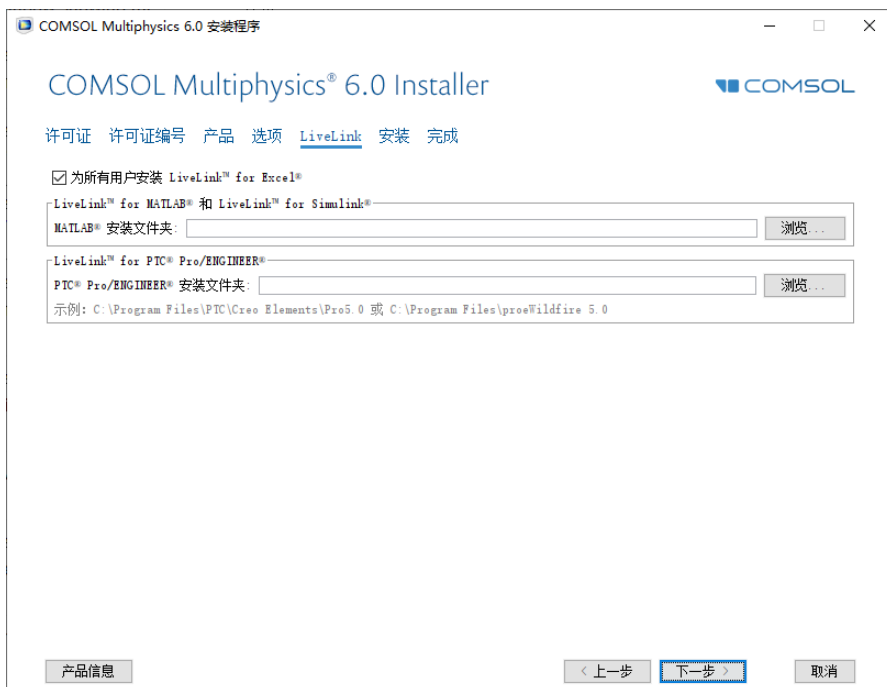 COMSOL Multiphysics 6.0 安装程序
COMSOL Multiphysics® 6.0 Installer
COMSOL
许可证 许可证编号 产品 选项 LiveLink 安装 完成
为所有用户安装 LiveLink™ for Excel®
LiveLink™ for MATLAB® 和 LiveLink™ for Simulink®
MATLAB® 安装文件夹: 浏览...
LiveLink™ for PTC® Pro/ENGINEER®
PTC® Pro/ENGINEER® 安装文件夹: 浏览...
示例: C:\Program Files\PTC\Creo Elements\Pro5.0 或 C:\Program Files\proeWildfire 5.0
产品信息 < 上一步 下一步 > 取消